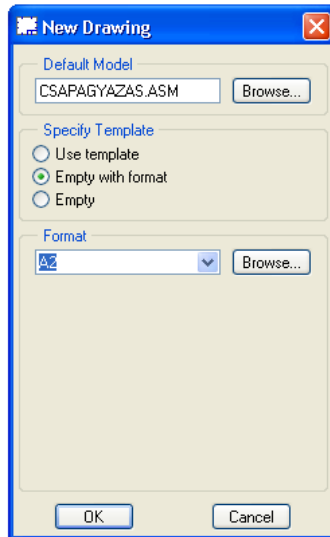 New Drawing
Default Model
CSAPAGYAZAS.ASM Browse...
Specify Template
Use template
Empty with format
Empty
Format
A2 Browse...
OK Cancel